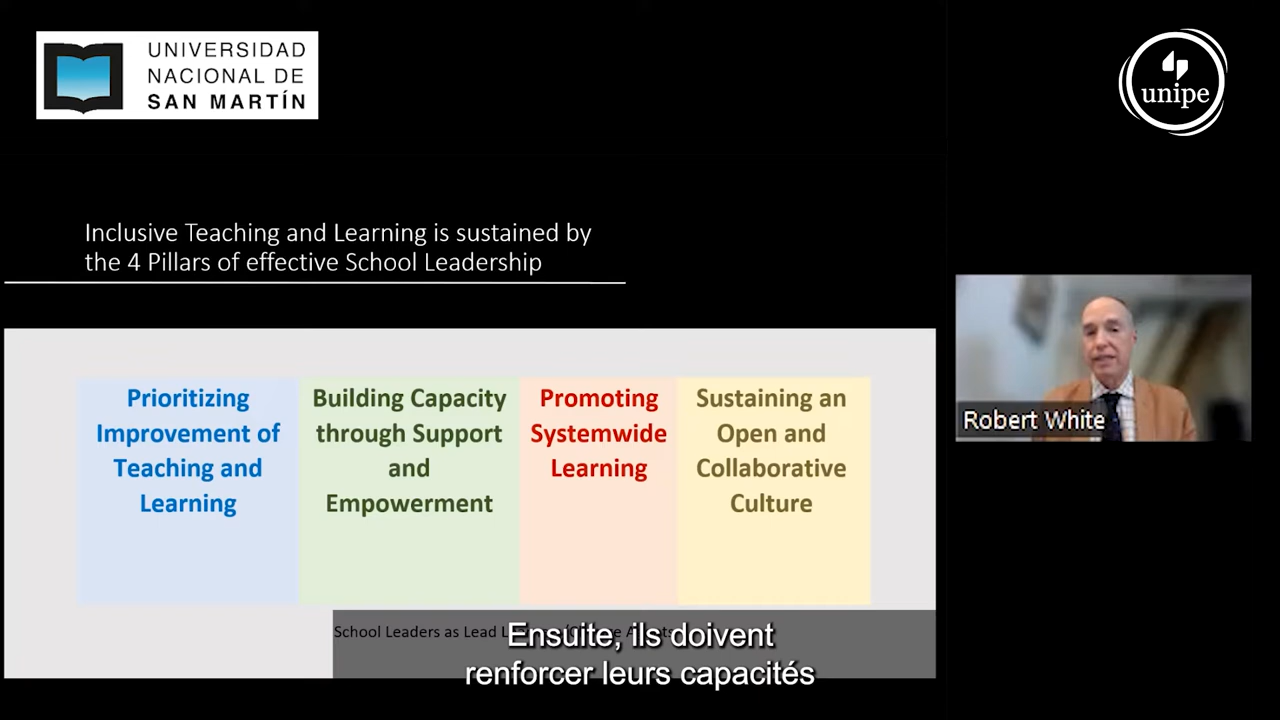 UNIVERSIDAD
NACIONAL DE
SAN MARTÍN
unipe
Inclusive Teaching and Learning is sustained by
the 4 Pillars of effective School Leadership
Prioritizing
Improvement of
Teaching and
Learning
Building Capacity
through Support
and
Empowerment
Promoting
Systemwide
Learning
Sustaining an
Open and
Collaborative
Culture
Robert White
School Leaders as Lead
Ensuite, ils doivent
renforcer leurs capacités